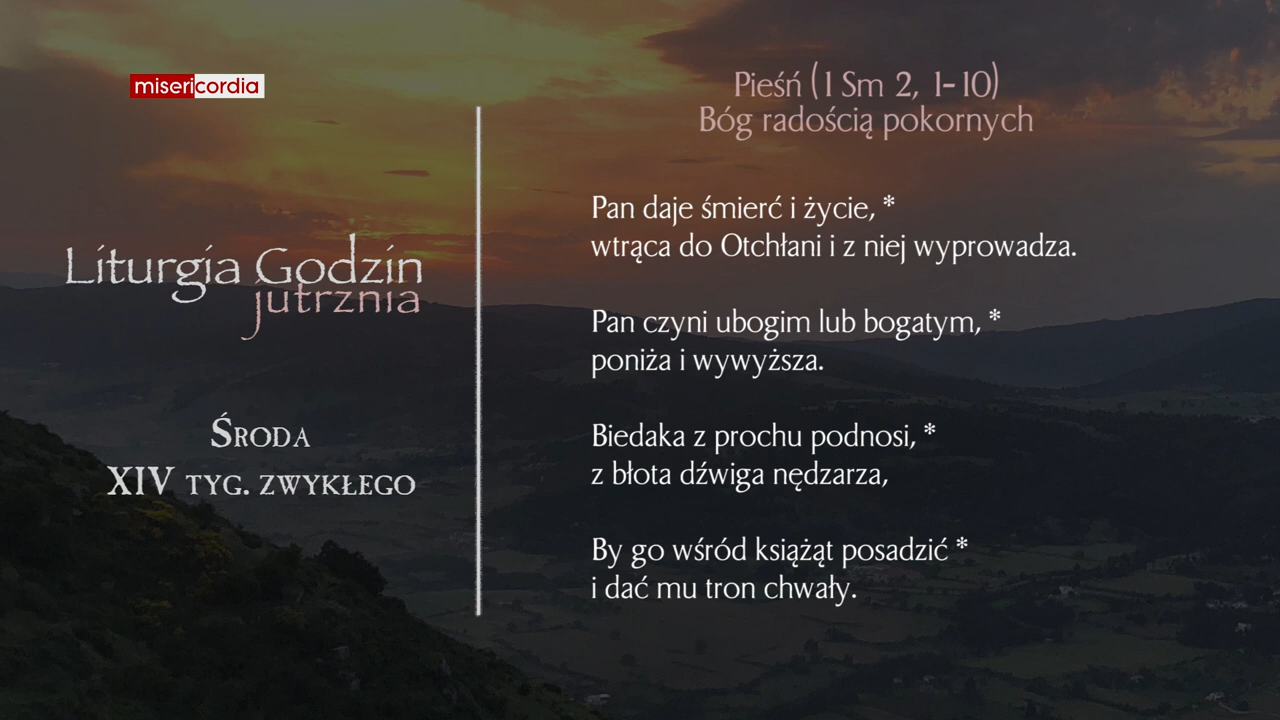 misericordia
Liturgia Godzin
jutrznia
Środa
XIV tyg. zwykłego
Pieśń (1 Sm 2, 1-10)
Bóg radością pokornych
Pan daje śmierć i życie, *
wtrąca do Otchłani i z niej wyprowadza.
Pan czyni ubogim lub bogatym, *
poniża i wywyższa.
Biedaka z prochu podnosi, *
z błota dźwiga nędzarza,
By go wśród książąt posadzić *
i dać mu tron chwały.